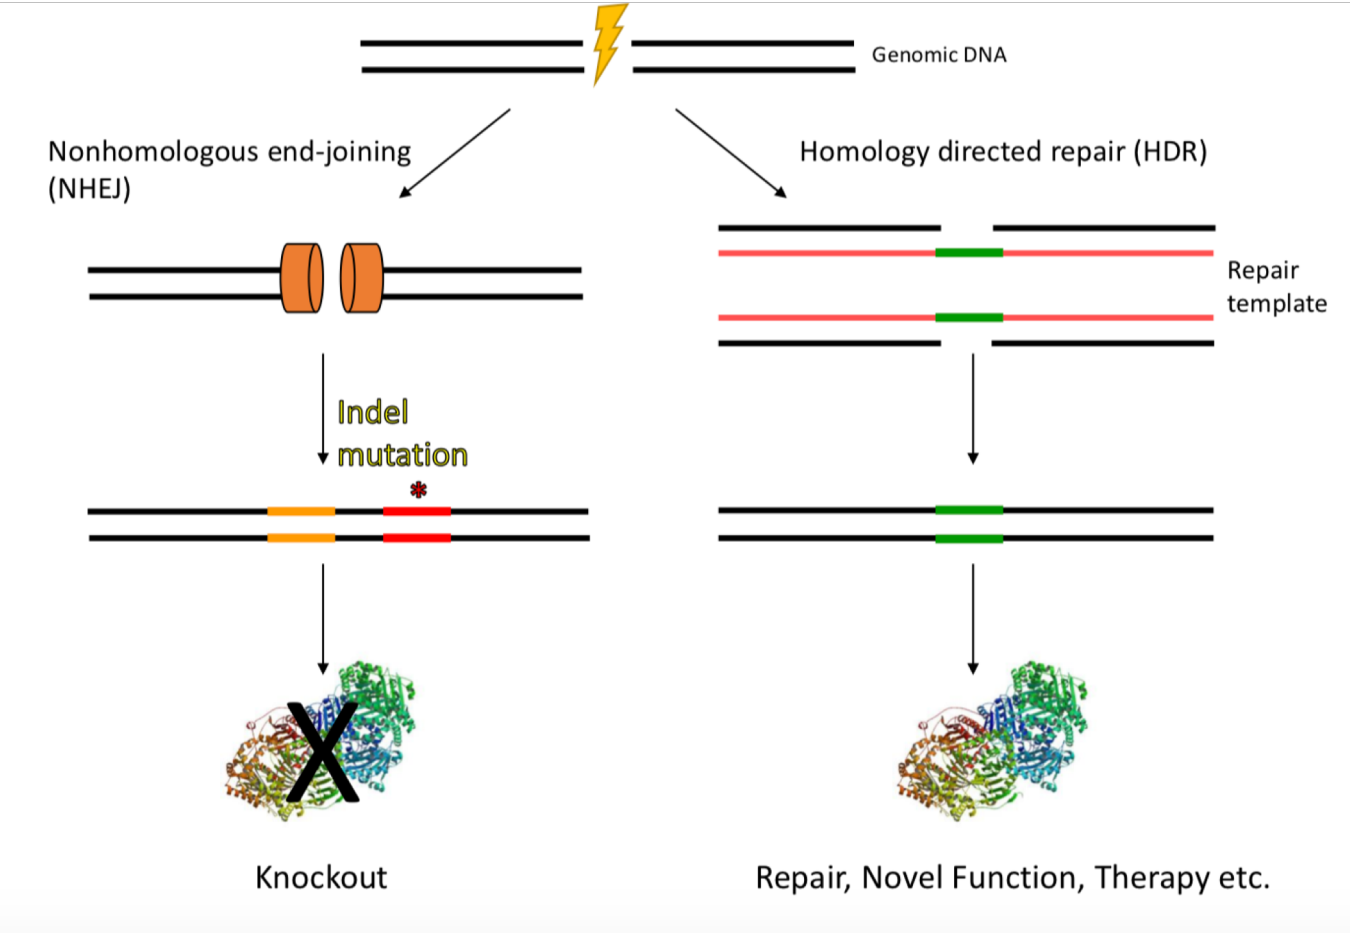 Genomic DNA
Nonhomologous end-joining
(NHEJ)
Homology directed repair (HDR)
Repair
template
Indel
mutation
*
X
Knockout
Repair, Novel Function, Therapy etc.